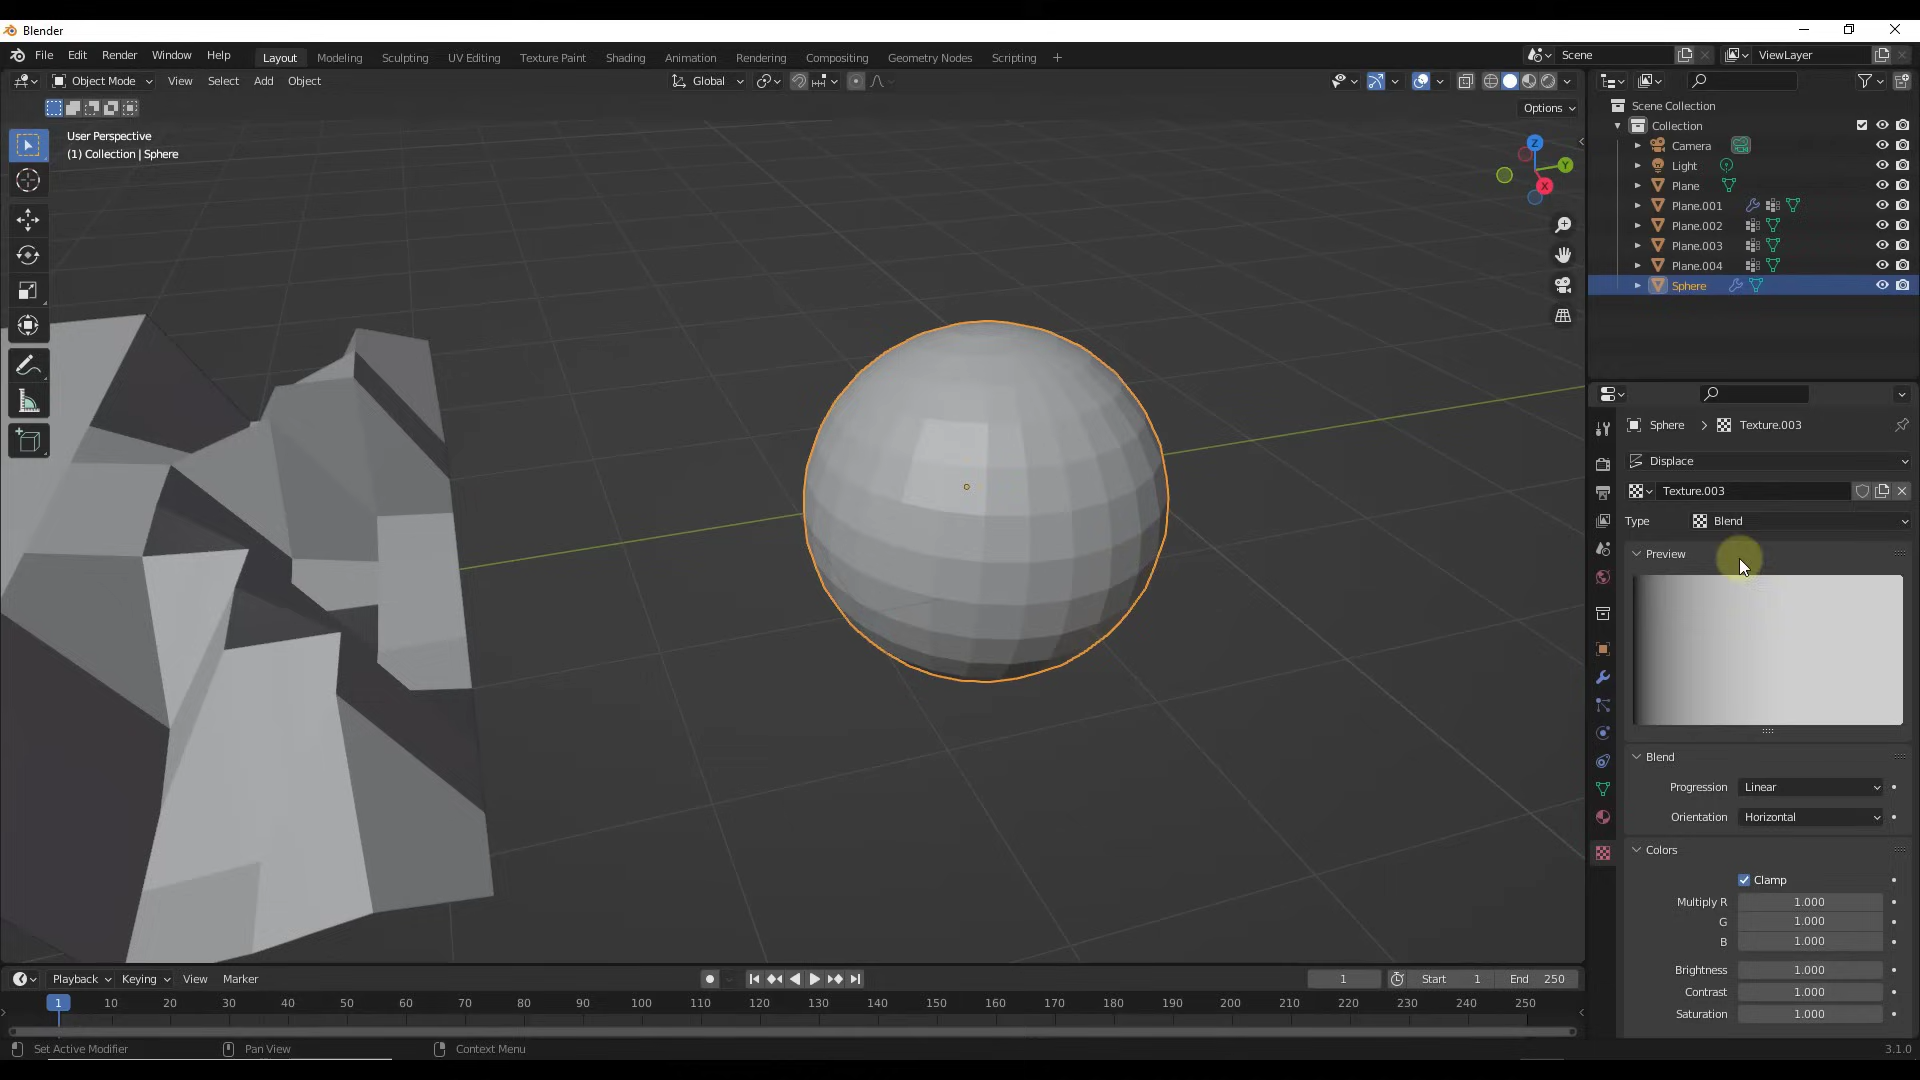 Blender
File Edit Render Window Help
Layout Modeling Sculpting UV Editing Texture Paint Shading Animation Rendering Compositing Geometry Nodes Scripting +
Scene
ViewLayer
Object Mode View Select Add Object
Global
Options
User Perspective
(1) Collection | Sphere
Z
Y
X
Scene Collection
Collection
Camera
Light
Plane
Plane.001
Plane.002
Plane.003
Plane.004
Sphere
Sphere > Texture.003
Displace
Texture.003
Type Blend
Preview
Blend
Progression Linear
Orientation Horizontal
Colors
Clamp
Multiply R 1.000
G 1.000
B 1.000
Brightness 1.000
Contrast 1.000
Saturation 1.000
Playback Keying View Marker
1 Start 1 End 250
1 10 20 30 40 50 60 70 80 90 100 110 120 130 140 150 160 170 180 190 200 210 220 230 240 250
Set Active Modifier Pan View Context Menu
3.1.0